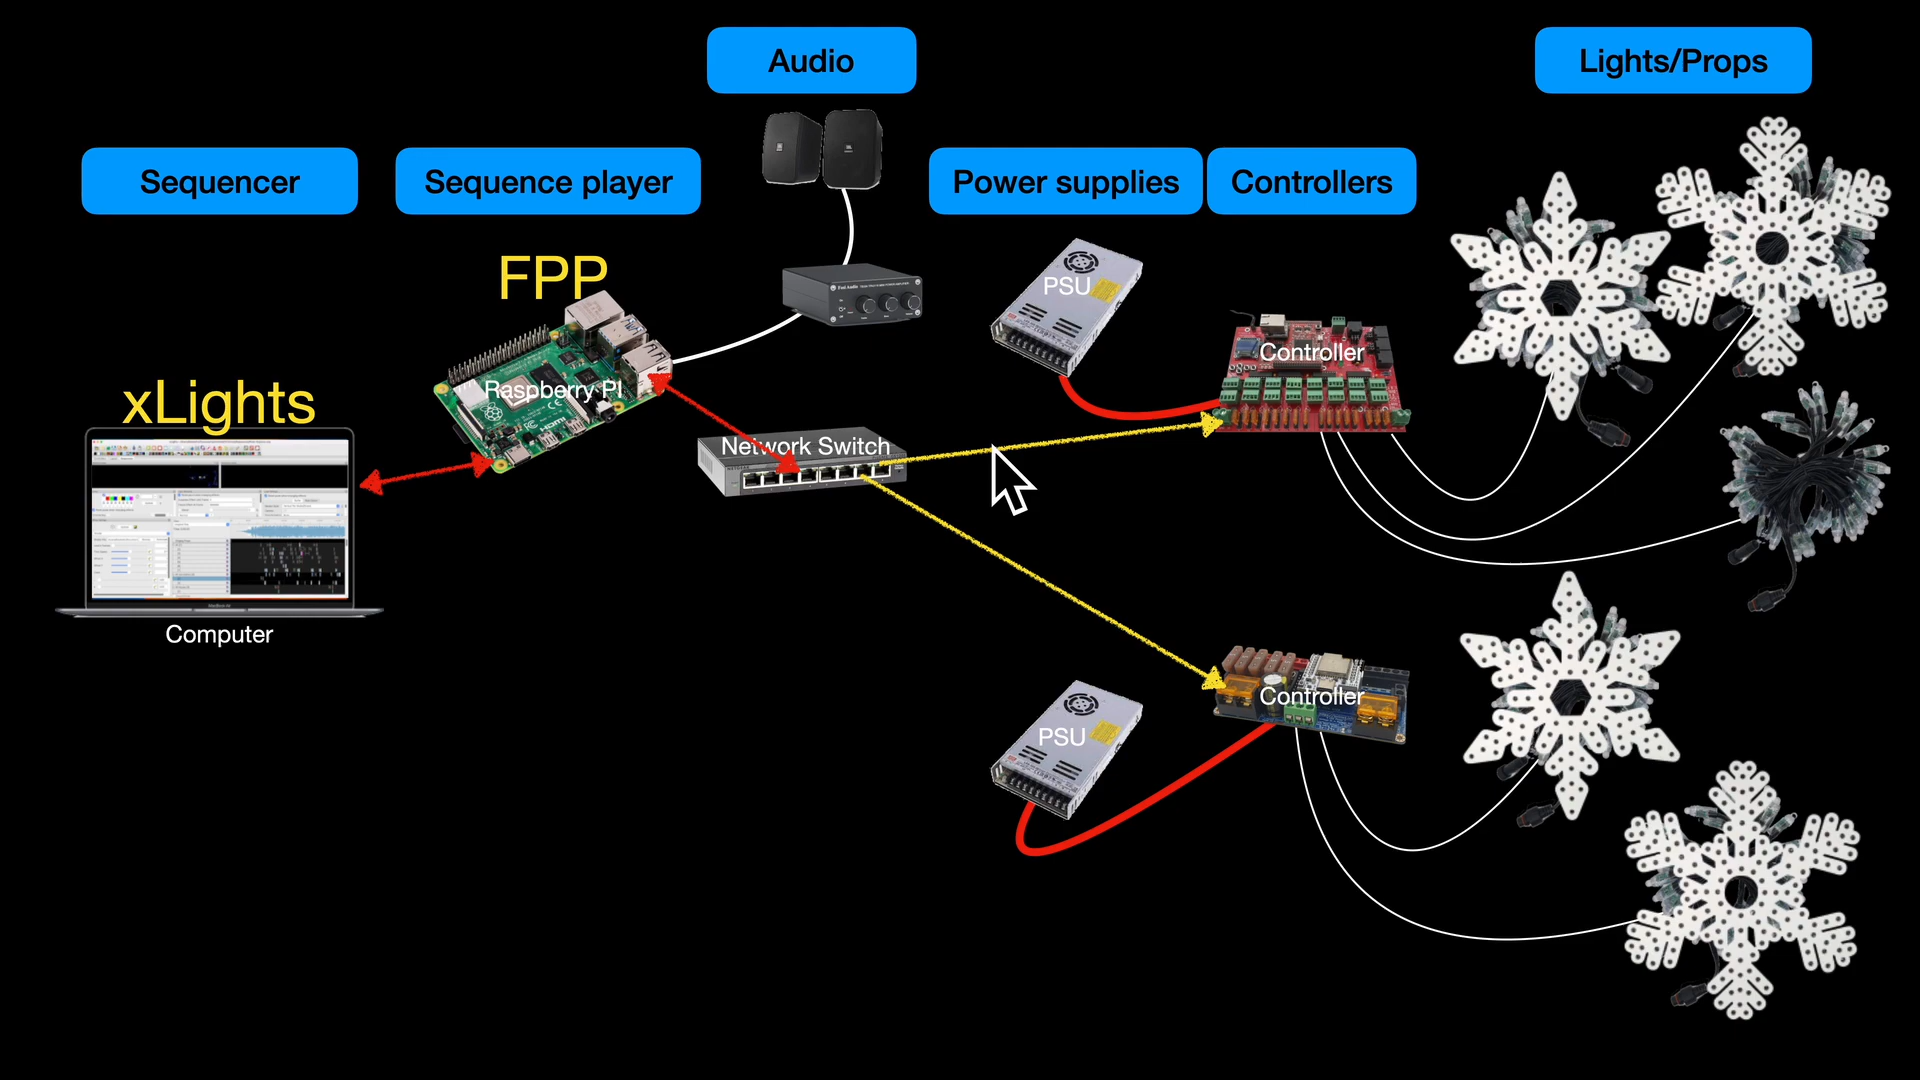 Audio
Lights/Props
Sequencer
Sequence player
Power supplies
Controllers
FPP
PSU
Controller
Raspberry PI
xLights
Network Switch
Computer
Controller
PSU